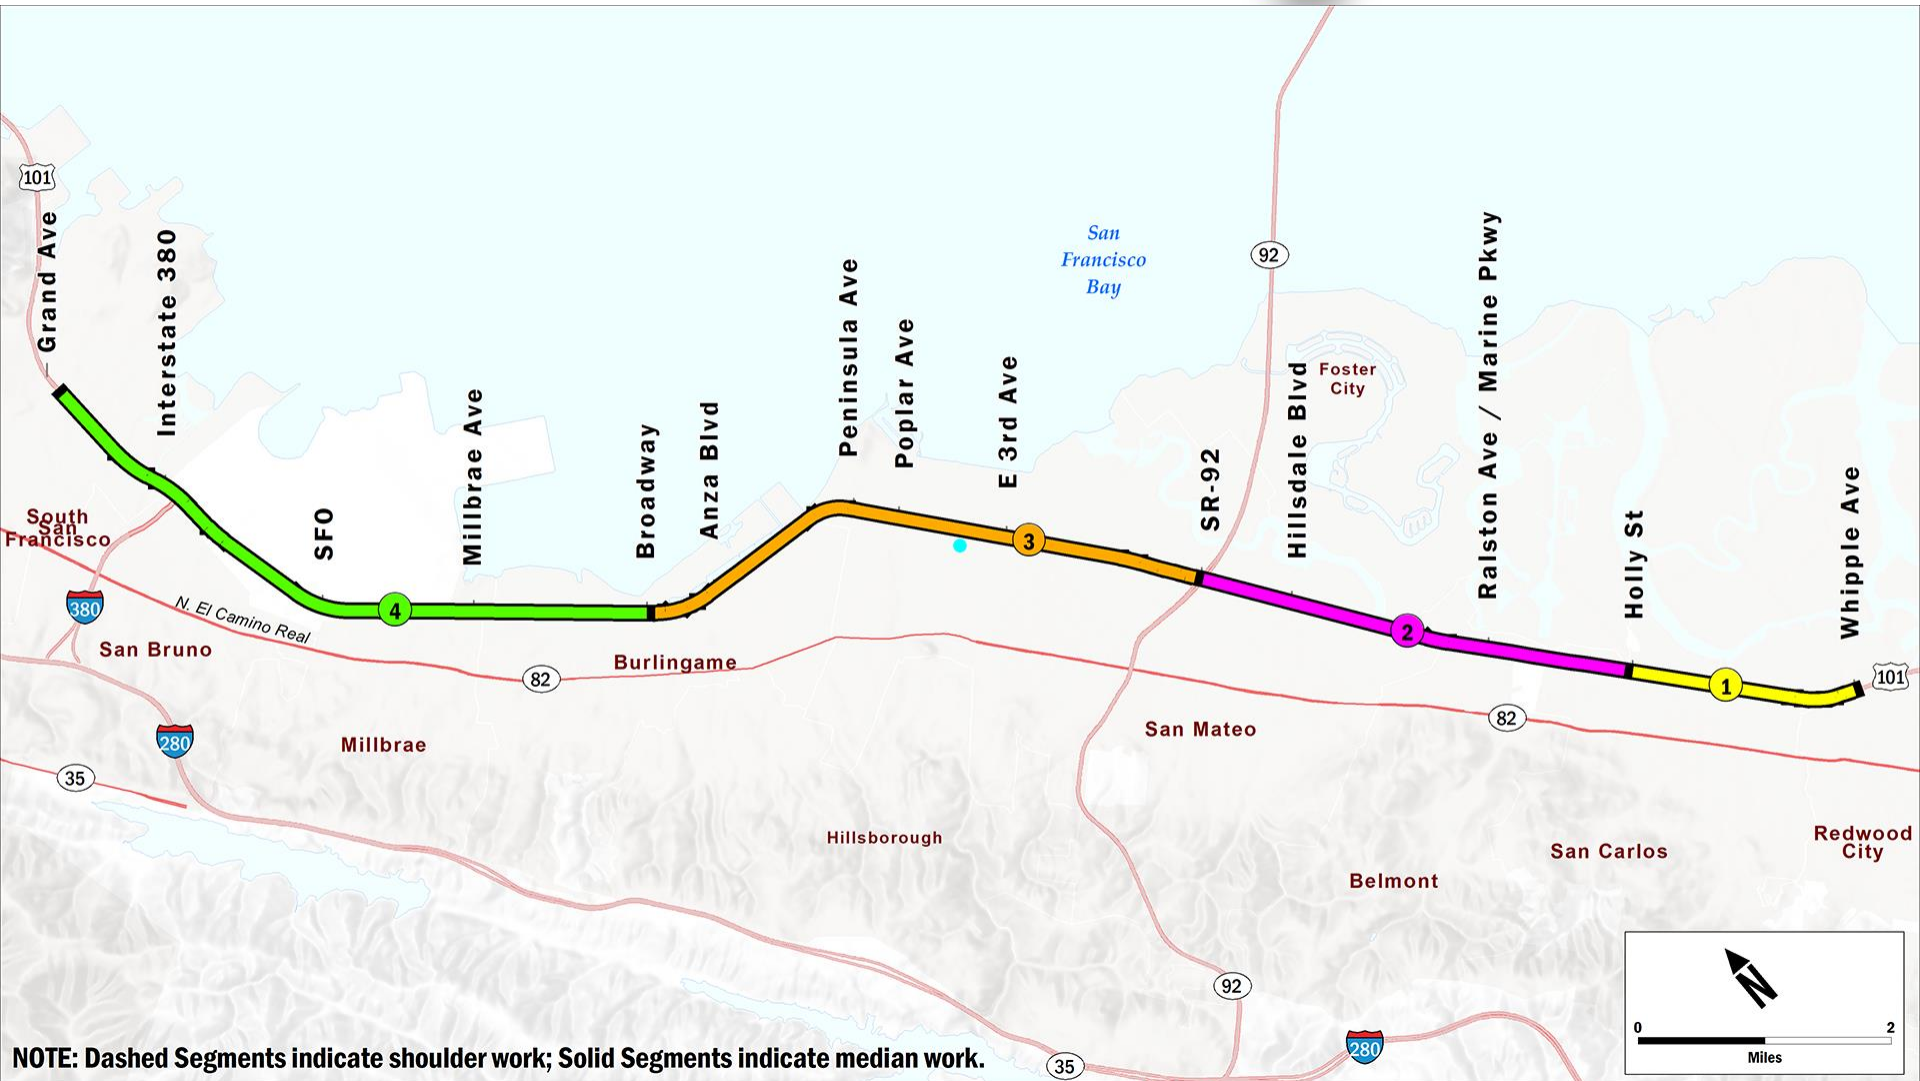 101
Grand Ave
Interstate 380
SFO
Millbrae Ave
Broadway
Anza Blvd
Peninsula Ave
Poplar Ave
E 3rd Ave
San
Francisco
Bay
92
SR-92
Hillsdale Blvd
Foster
City
Ralston Ave / Marine Pkwy
Holly St
Whipple Ave
101
South
San
Francisco
380
N. El Camino Real
4
3
2
1
San Bruno
82
Burlingame
82
280
Millbrae
San Mateo
35
Hillsborough
Belmont
San Carlos
Redwood
City
92
280
35
N
0
2
Miles
NOTE: Dashed Segments indicate shoulder work; Solid Segments indicate median work.